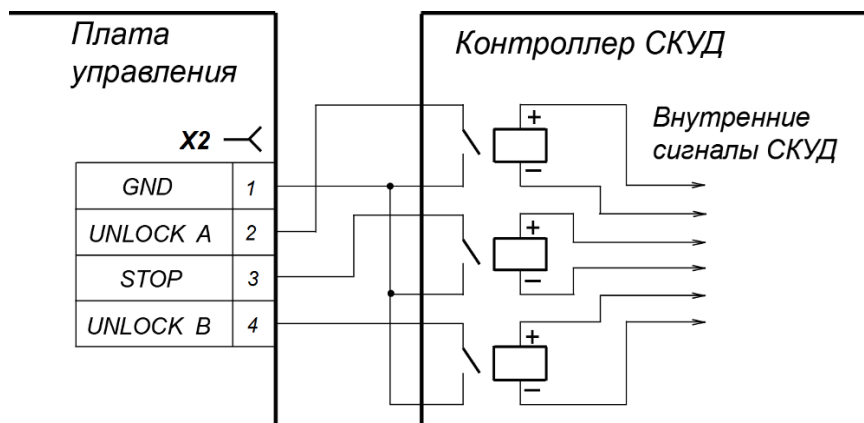 Плата
управления
Контроллер СКУД
Внутренние
сигналы СКУД
X2
GND 1
UNLOCK A 2
STOP 3
UNLOCK B 4
+
−
+
−
+
−